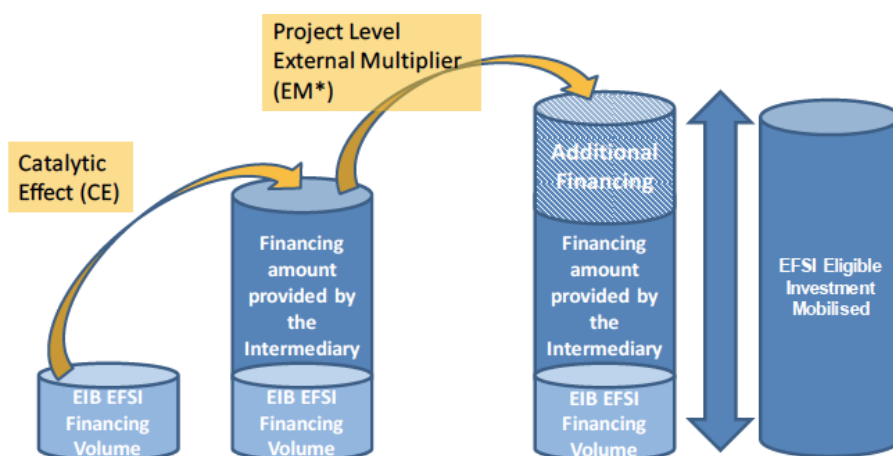 Project Level
External Multiplier
(EM*)
Catalytic
Effect (CE)
Additional
Financing
Financing
amount
provided by
the
Intermediary
Financing
amount
provided by
the
Intermediary
EFSI Eligible
Investment
Mobilised
EIB EFSI
Financing
Volume
EIB EFSI
Financing
Volume
EIB EFSI
Financing
Volume